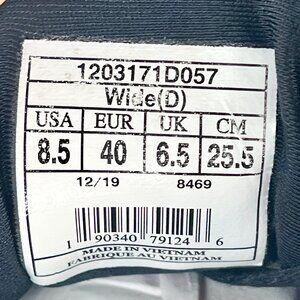 1203171D057
Wide(D)
USA EUR UK CM
8.5 40 6.5 25.5
12/19 8469
1 90340 79124 6
MADE IN VIETNAM
FABRIQUE AU VIETNAM